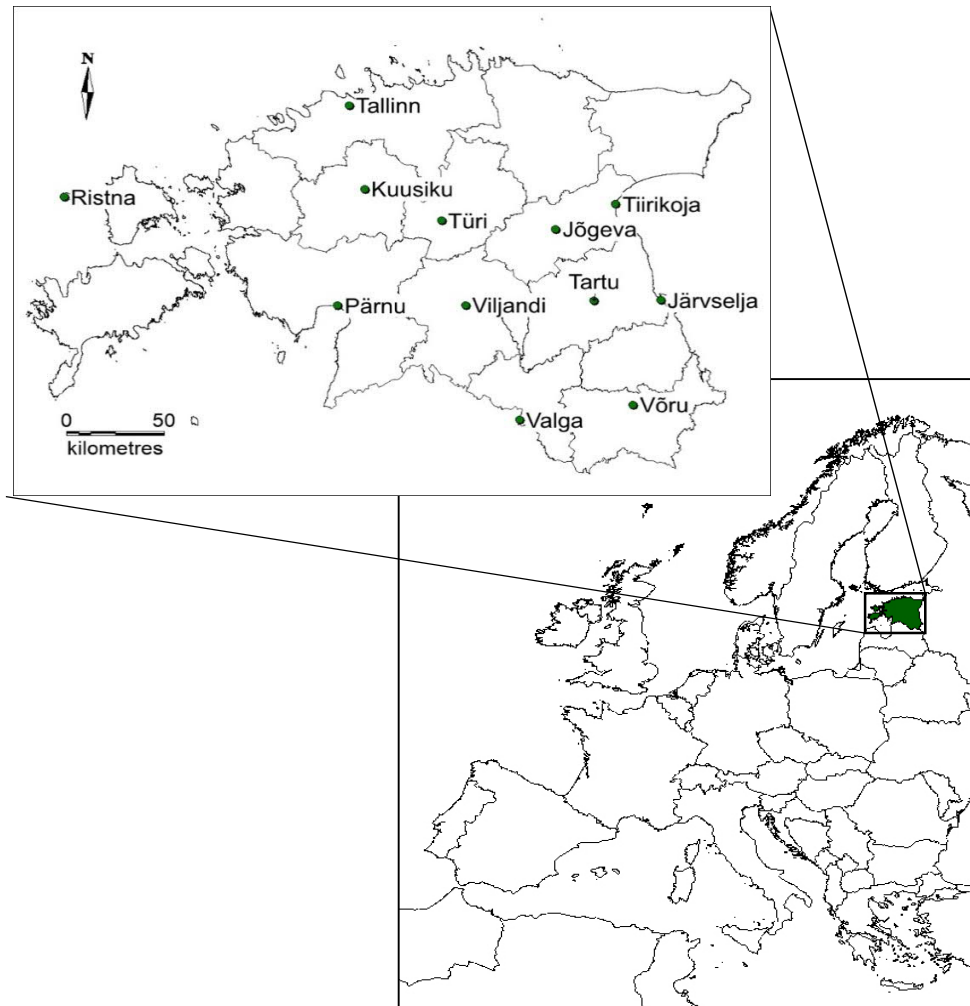 N
Tallinn
Ristna
Kuusiku
Tiirikoja
Türi
Jõgeva
Tartu
Pärnu
Viljandi
Järvselja
Võru
Valga
0 50
kilometres